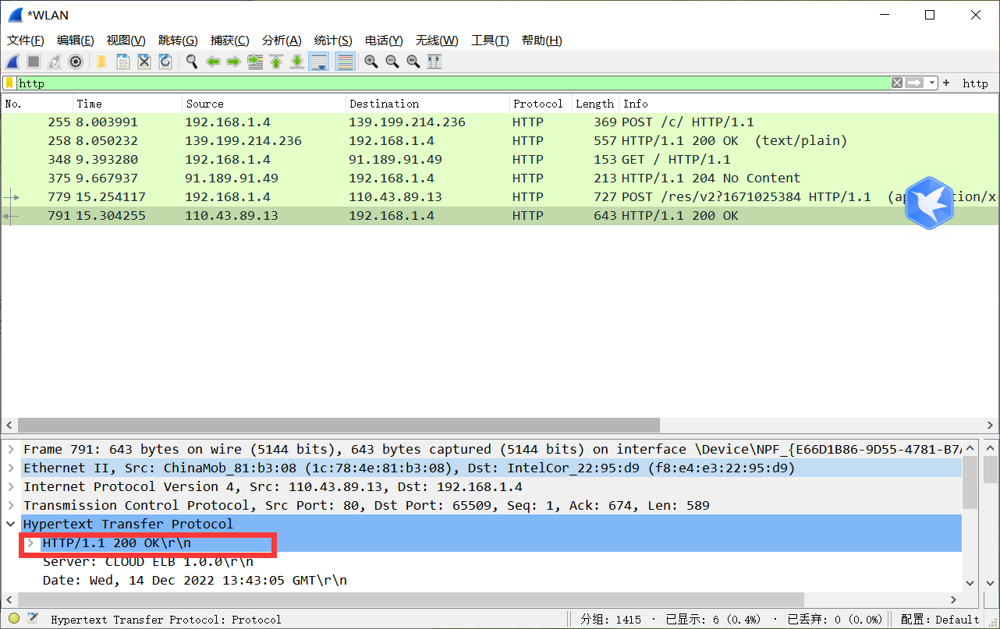 *WLAN
文件(F) 编辑(E) 视图(V) 跳转(G) 捕获(C) 分析(A) 统计(S) 电话(Y) 无线(W) 工具(T) 帮助(H)
http + http
No. Time Source Destination Protocol Length Info
255 8.003991 192.168.1.4 139.199.214.236 HTTP 369 POST /c/ HTTP/1.1
258 8.050232 139.199.214.236 192.168.1.4 HTTP 557 HTTP/1.1 200 OK (text/plain)
348 9.393280 192.168.1.4 91.189.91.49 HTTP 153 GET / HTTP/1.1
375 9.667937 91.189.91.49 192.168.1.4 HTTP 213 HTTP/1.1 204 No Content
779 15.254117 192.168.1.4 110.43.89.13 HTTP 727 POST /res/v2?1671025384 HTTP/1.1
791 15.304255 110.43.89.13 192.168.1.4 HTTP 643 HTTP/1.1 200 OK
Frame 791: 643 bytes on wire (5144 bits), 643 bytes captured (5144 bits) on interface \Device\NPF_{E66D1B86-9D55-4781-B7
Ethernet II, Src: ChinaMob_81:b3:08 (1c:78:4e:81:b3:08), Dst: IntelCor_22:95:d9 (f8:e4:e3:22:95:d9)
Internet Protocol Version 4, Src: 110.43.89.13, Dst: 192.168.1.4
Transmission Control Protocol, Src Port: 80, Dst Port: 65509, Seq: 1, Ack: 674, Len: 589
Hypertext Transfer Protocol
HTTP/1.1 200 OK\r\n
Server: CLOUD ELB 1.0.0\r\n
Date: Wed, 14 Dec 2022 13:43:05 GMT\r\n
Hypertext Transfer Protocol: Protocol 分组: 1415 · 已显示: 6 (0.4%) · 已丢弃: 0 (0.0%) 配置: Default